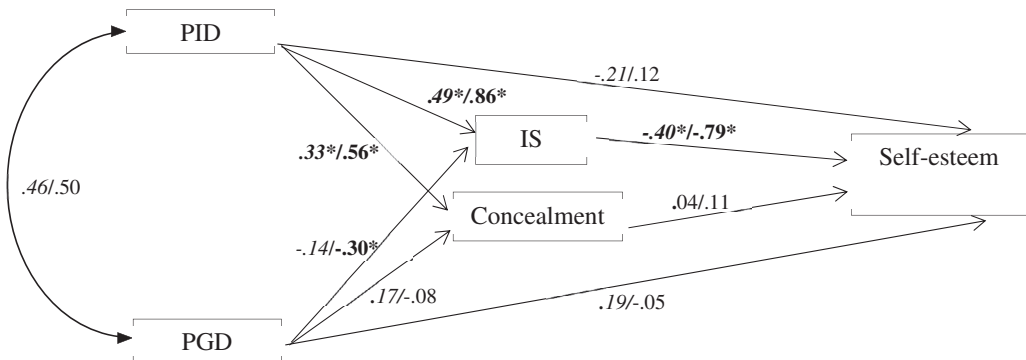 PID
-.21/.12
.49*/.86*
IS
-.40*/-.79*
.33*/.56*
Self-esteem
.46/.50
Concealment
.04/.11
-.14/-.30*
.17/-.08
.19/-.05
PGD